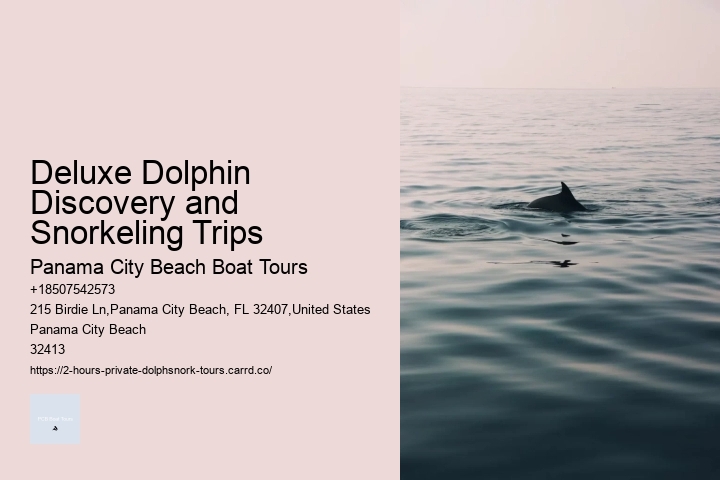 Deluxe Dolphin
Discovery and
Snorkeling Trips
Panama City Beach Boat Tours
+18507542573
215 Birdie Ln,Panama City Beach, FL 32407,United States
Panama City Beach
32413
https://2-hours-private-dolphsnork-tours.carrd.co/